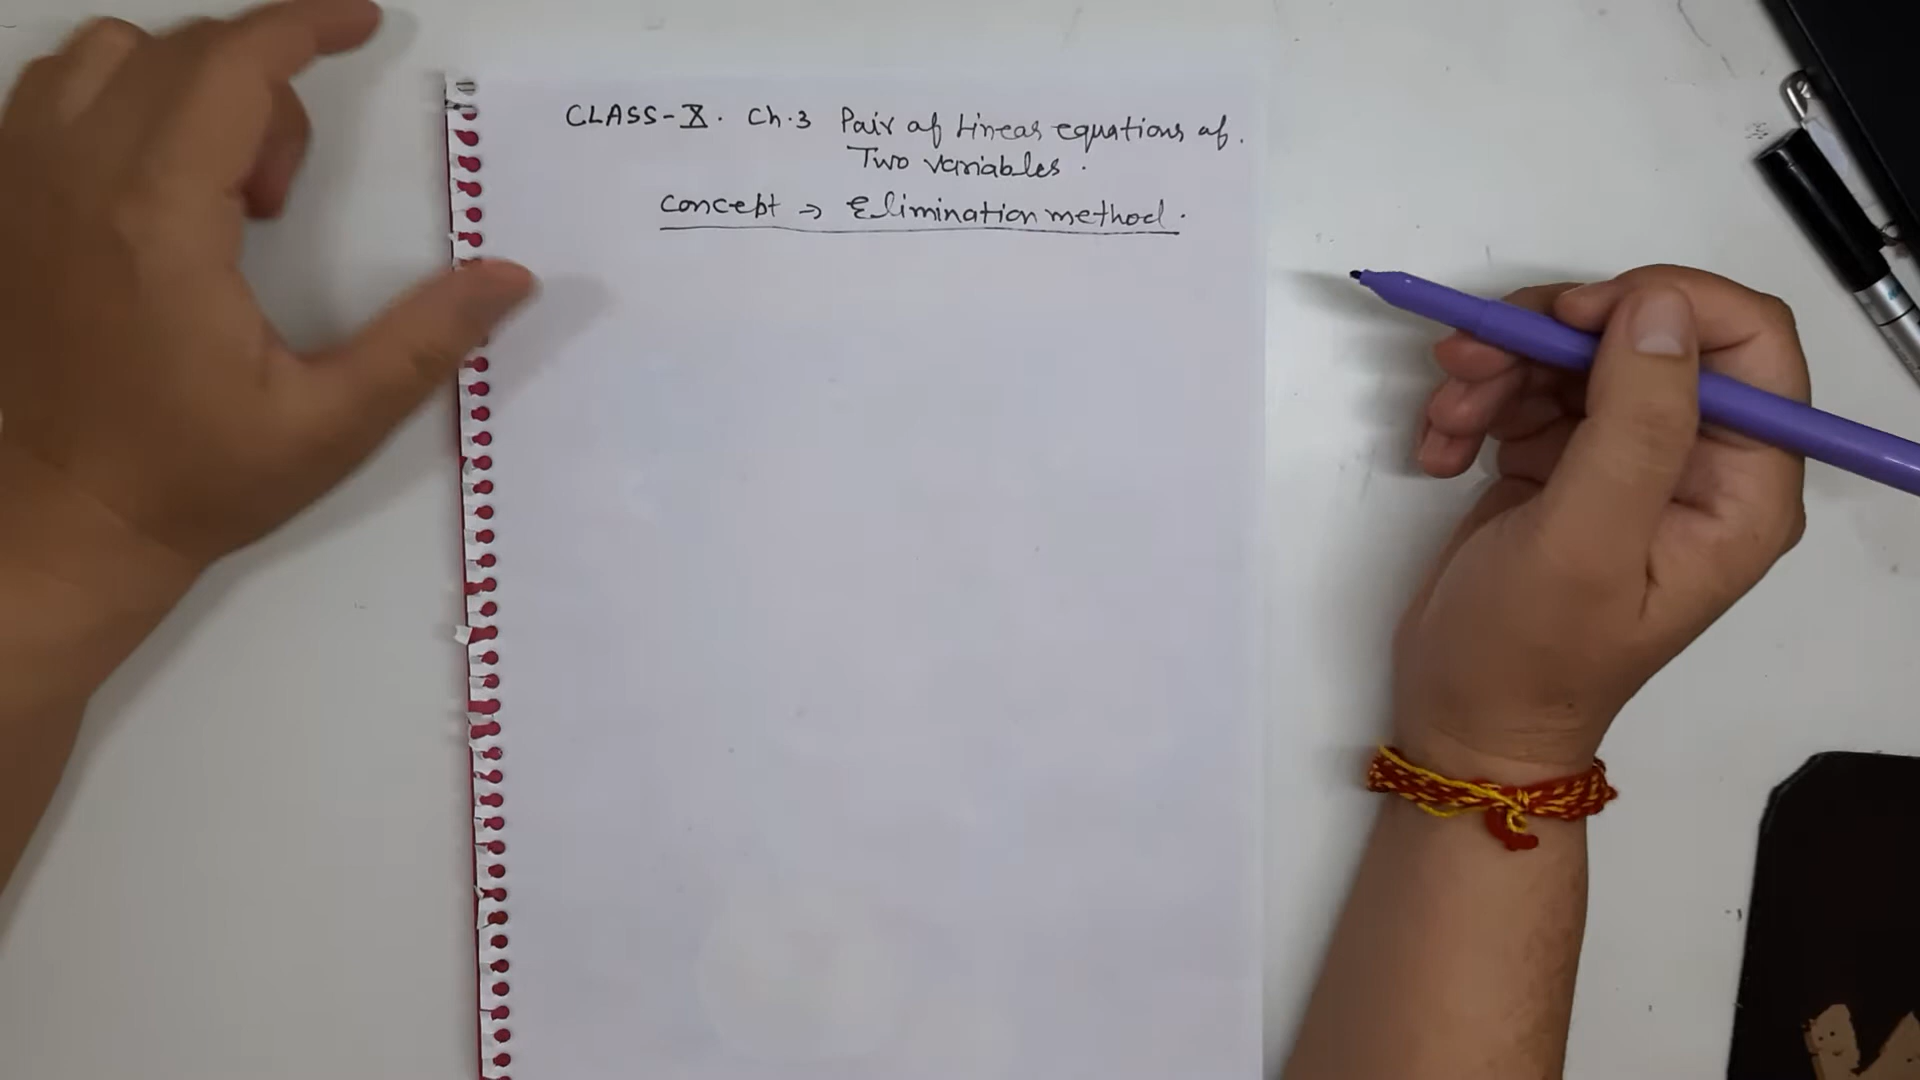 CLASS-X. Ch.3 Pair of Linear equations of.
Two variables.
concept → Elimination method.